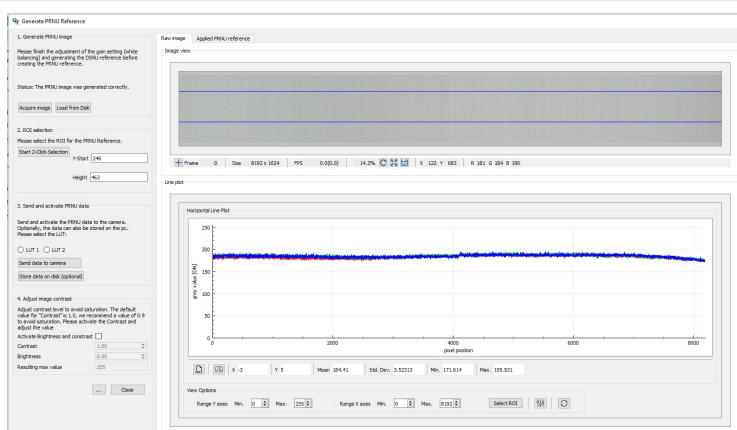 Generate PRNU Reference
1. Generate PRNU image
Please finish the adjustment of the gain setting (white
balancing) and generating the DSNU reference before
creating the PRNU reference.
Status: The PRNU image was generated correctly.
Acquire image
Load from Disk
2. ROI selection
Please select the ROI for the PRNU Reference.
Start 2-Click-Selection
Y-Start 248
Height 463
3. Send and activate PRNU data
Send and activate the PRNU data to the camera.
Optionally, the data can also be stored on the pc.
Please select the LUT:
LUT 1 LUT 2
Send data to camera
Store data on disk (optional)
4. Adjust image contrast
Adjust contrast level to avoid saturation. The default
value for "Contrast" is 1.0, we recommend a value of 0.9
to avoid saturation. Please activate the Contrast and
adjust the value
Activate Brightness and constrast
Contrast 1.00
Brightness 0.00
Resulting max value 255
... Close
Raw image Applied PRNU reference
Image view
Frame 0 Size 8192 x 1024 FPS 0.0(0.0) 14.3% X 122 Y 683 R 181 G 184 B 190
Line plot
Horizontal Line Plot
250
200
150
100
50
0
grey value [DN]
0 2000 4000 6000 8000
pixel position
X -3 Y 5 Mean 184.41 Std. Dev. 3.52313 Min. 171.614 Max. 195.931
View Options
Range Y axes Min. 0 Max. 255 Range X axes Min. 0 Max. 8192 Select ROI